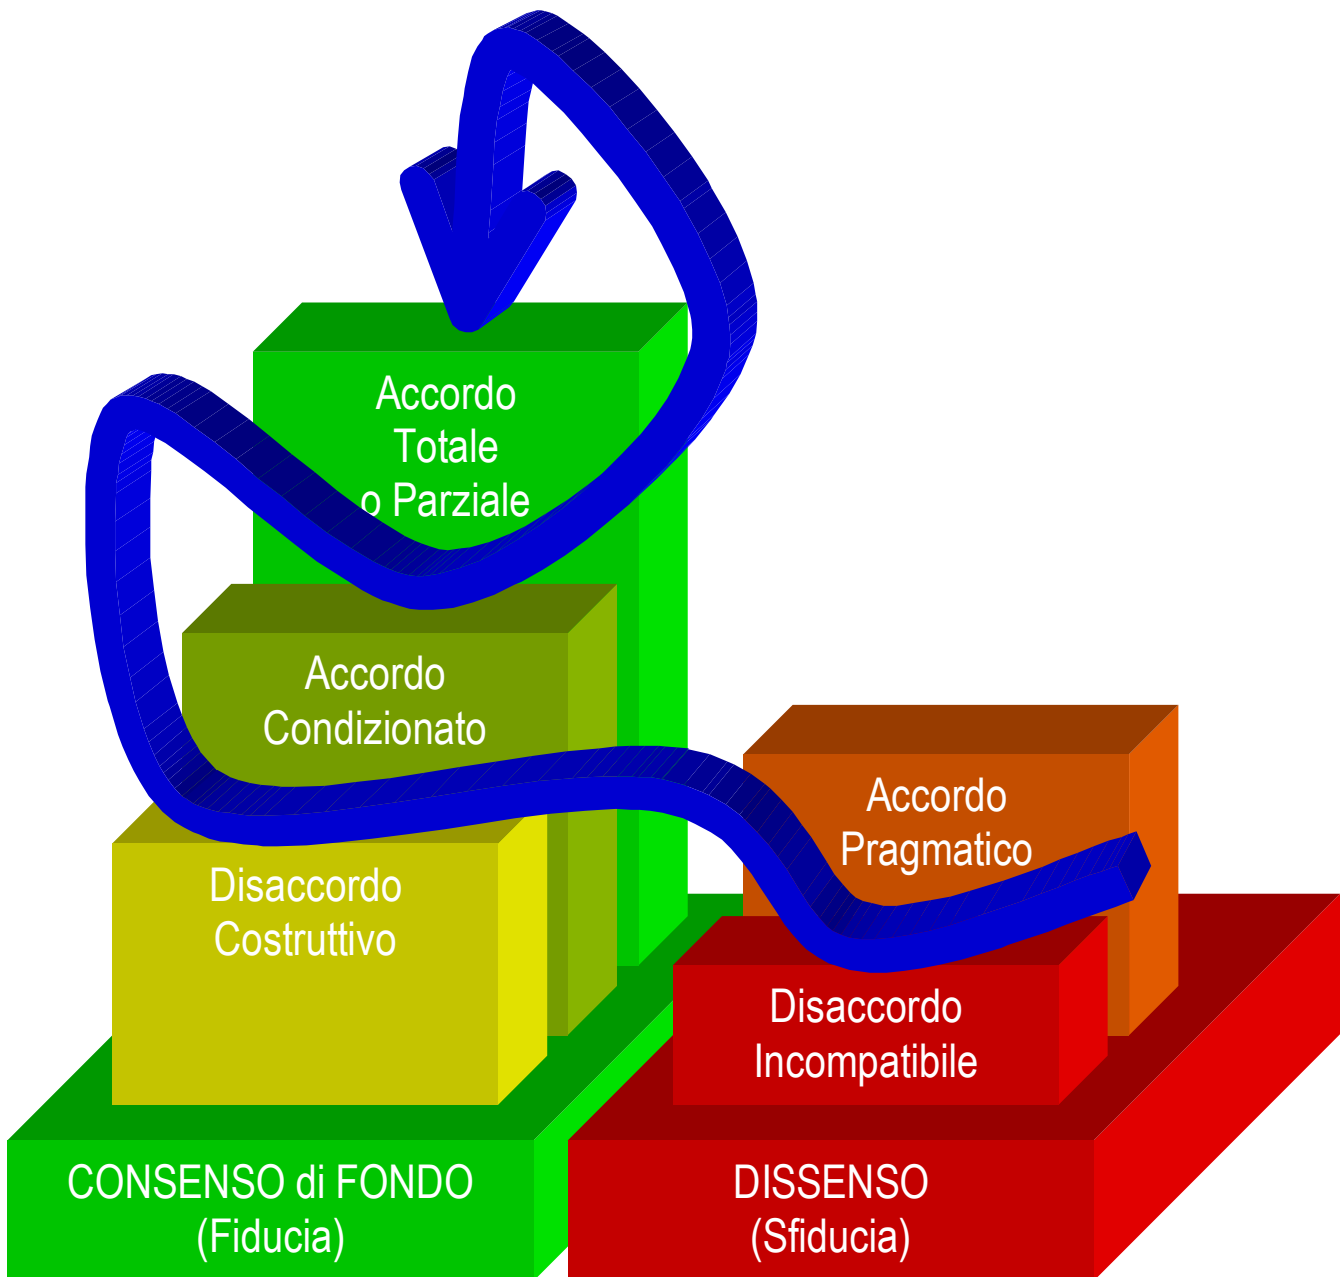 Accordo
Totale
o Parziale
Accordo
Condizionato
Accordo
Pragmatico
Disaccordo
Costruttivo
Disaccordo
Incompatibile
CONSENSO di FONDO
(Fiducia)
DISSENSO
(Sfiducia)